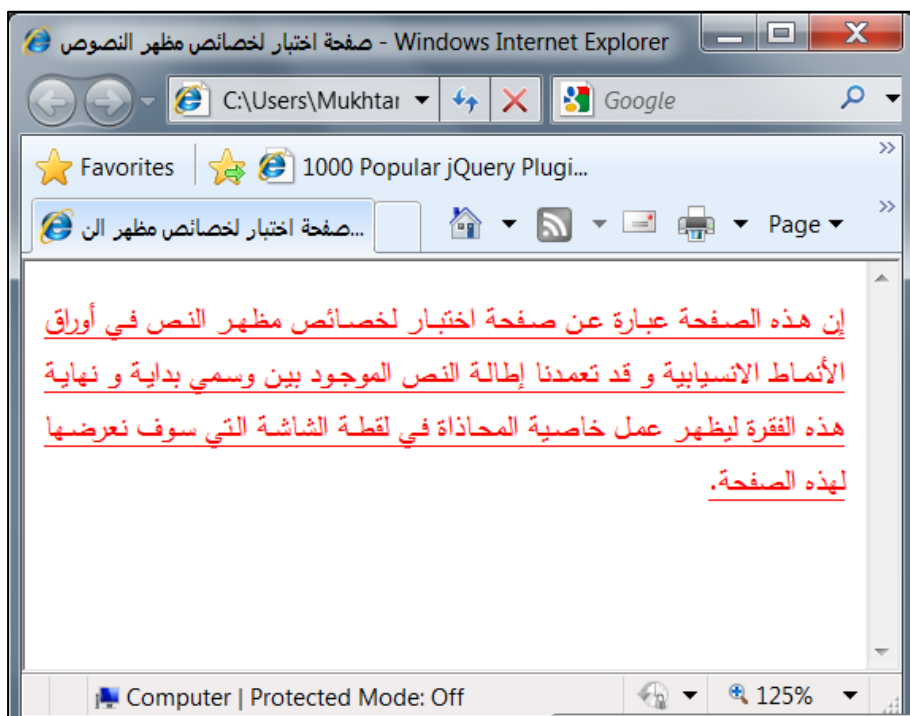 صفحة اختبار لخصائص مظهر النصوص - Windows Internet Explorer
C:\Users\Mukhtar
Google
Favorites
1000 Popular jQuery Plugi...
صفحة اختبار لخصائص مظهر الن...
Page
إن هذه الصفحة عبارة عن صفحة اختبار لخصائص مظهر النص في أوراق
الأنماط الانسيابية و قد تعمدنا إطالة النص الموجود بين وسمي بداية و نهاية
هذه الفقرة ليظهر عمل خاصية المحاذاة في لقطة الشاشة التي سوف نعرضها
لهذه الصفحة.
Computer | Protected Mode: Off
125%